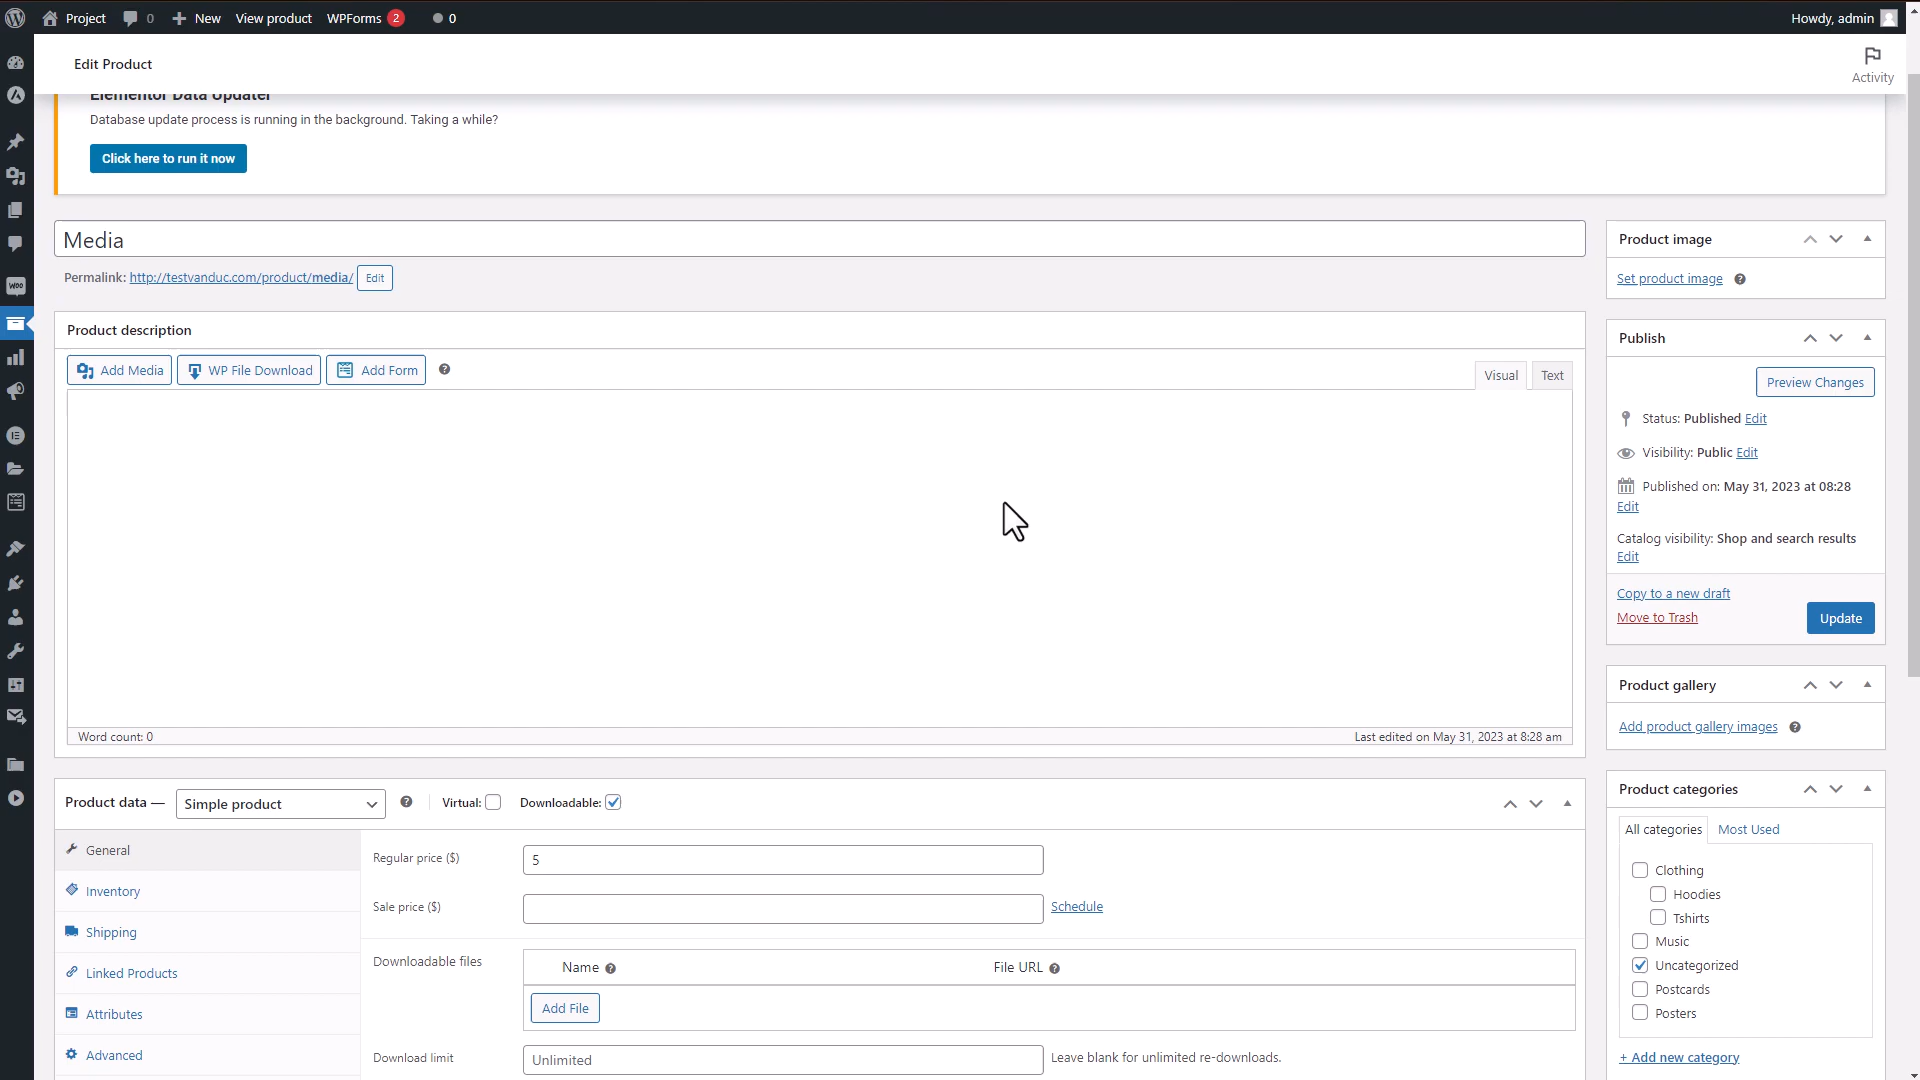 Project
0
New
View product
WPForms 2
0
Howdy, admin
Edit Product
Activity
Elementor Data Updater
Database update process is running in the background. Taking a while?
Click here to run it now
Media
Permalink: http://testvanduc.com/product/media/ Edit
Product description
Add Media
WP File Download
Add Form
Visual
Text
Word count: 0
Last edited on May 31, 2023 at 8:28 am
Product data —
Simple product
Virtual:
Downloadable:
General
Inventory
Shipping
Linked Products
Attributes
Advanced
Regular price ($)
5
Sale price ($)
Schedule
Downloadable files
Name
File URL
Add File
Download limit
Unlimited
Leave blank for unlimited re-downloads.
Product image
Set product image
Publish
Preview Changes
Status: Published Edit
Visibility: Public Edit
Published on: May 31, 2023 at 08:28
Edit
Catalog visibility: Shop and search results
Edit
Copy to a new draft
Move to Trash
Update
Product gallery
Add product gallery images
Product categories
All categories
Most Used
Clothing
Hoodies
Tshirts
Music
Uncategorized
Postcards
Posters
+ Add new category